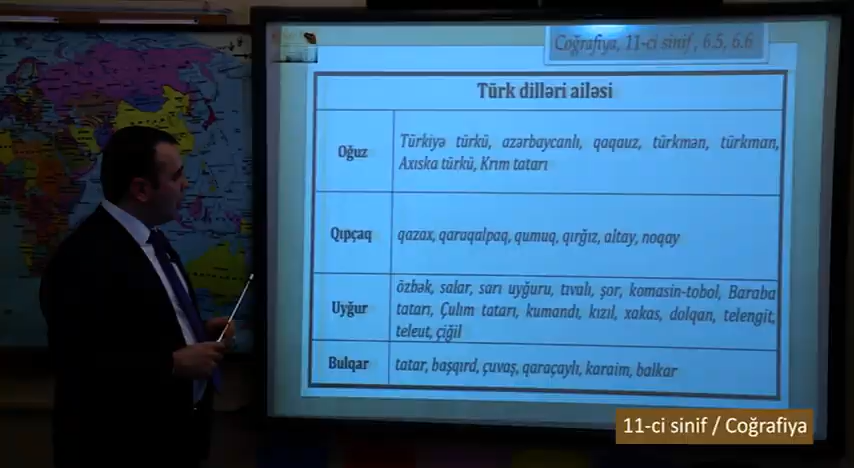 Coğrafiya, 11-ci sinif, 6.5, 6.6
Türk dilləri ailəsi
Oğuz
Türkiyə türkü, azərbaycanlı, qaqauz, türkmən, türkman,
Axıska türkü, Krım tatarı
Qıpçaq
qazax, qaraqalpaq, qumuq, qırğız, altay, noqay
Uyğur
özbək, salar, sarı uyğuru, tıvalı, şor, komasin-tobol, Baraba
tatarı, Çulım tatarı, kumandı, kızıl, xakas, dolqan, telengit,
teleut, çiğil
Bulqar
tatar, başqırd, çuvaş, qaraçaylı, karaim, balkar
11-ci sinif / Coğrafiya